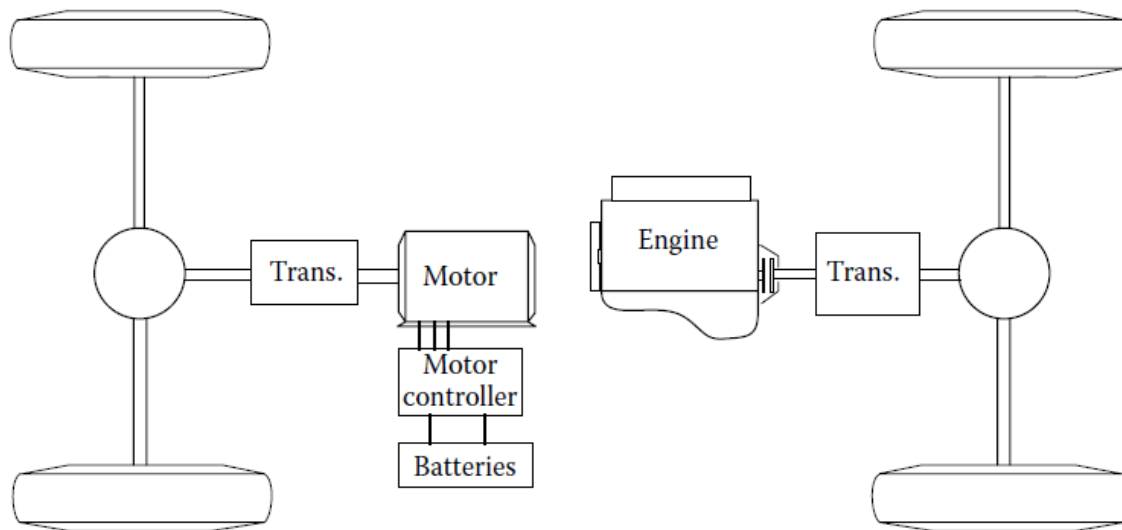 Trans.
Motor
Motor
controller
Batteries
Engine
Trans.